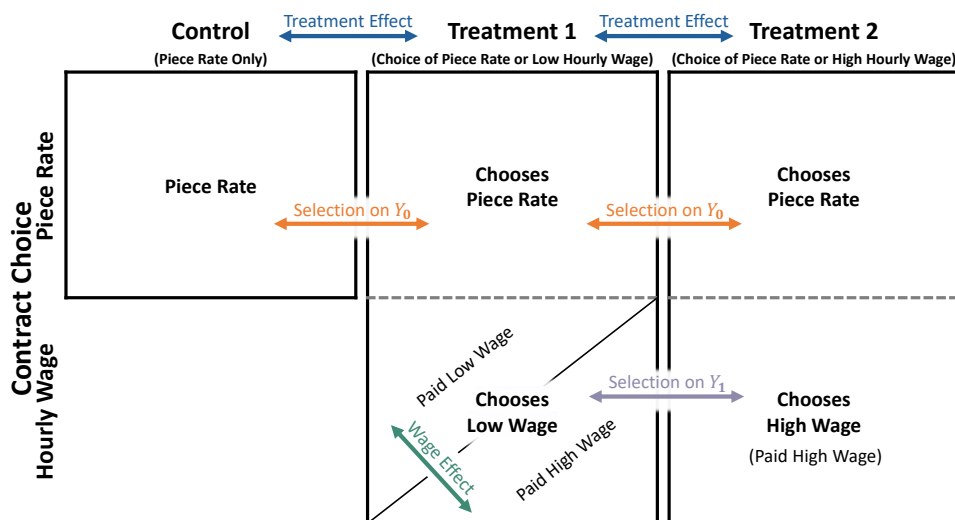 Treatment Effect
Treatment Effect
Control
Treatment 1
Treatment 2
(Piece Rate Only)
(Choice of Piece Rate or Low Hourly Wage)
(Choice of Piece Rate or High Hourly Wage)
Contract Choice
Piece Rate
Hourly Wage
Piece Rate
Chooses
Piece Rate
Chooses
Piece Rate
Selection on Y₀
Selection on Y₀
Paid Low Wage
Chooses
Low Wage
Paid High Wage
Wage Effect
Selection on Y₁
Chooses
High Wage
(Paid High Wage)